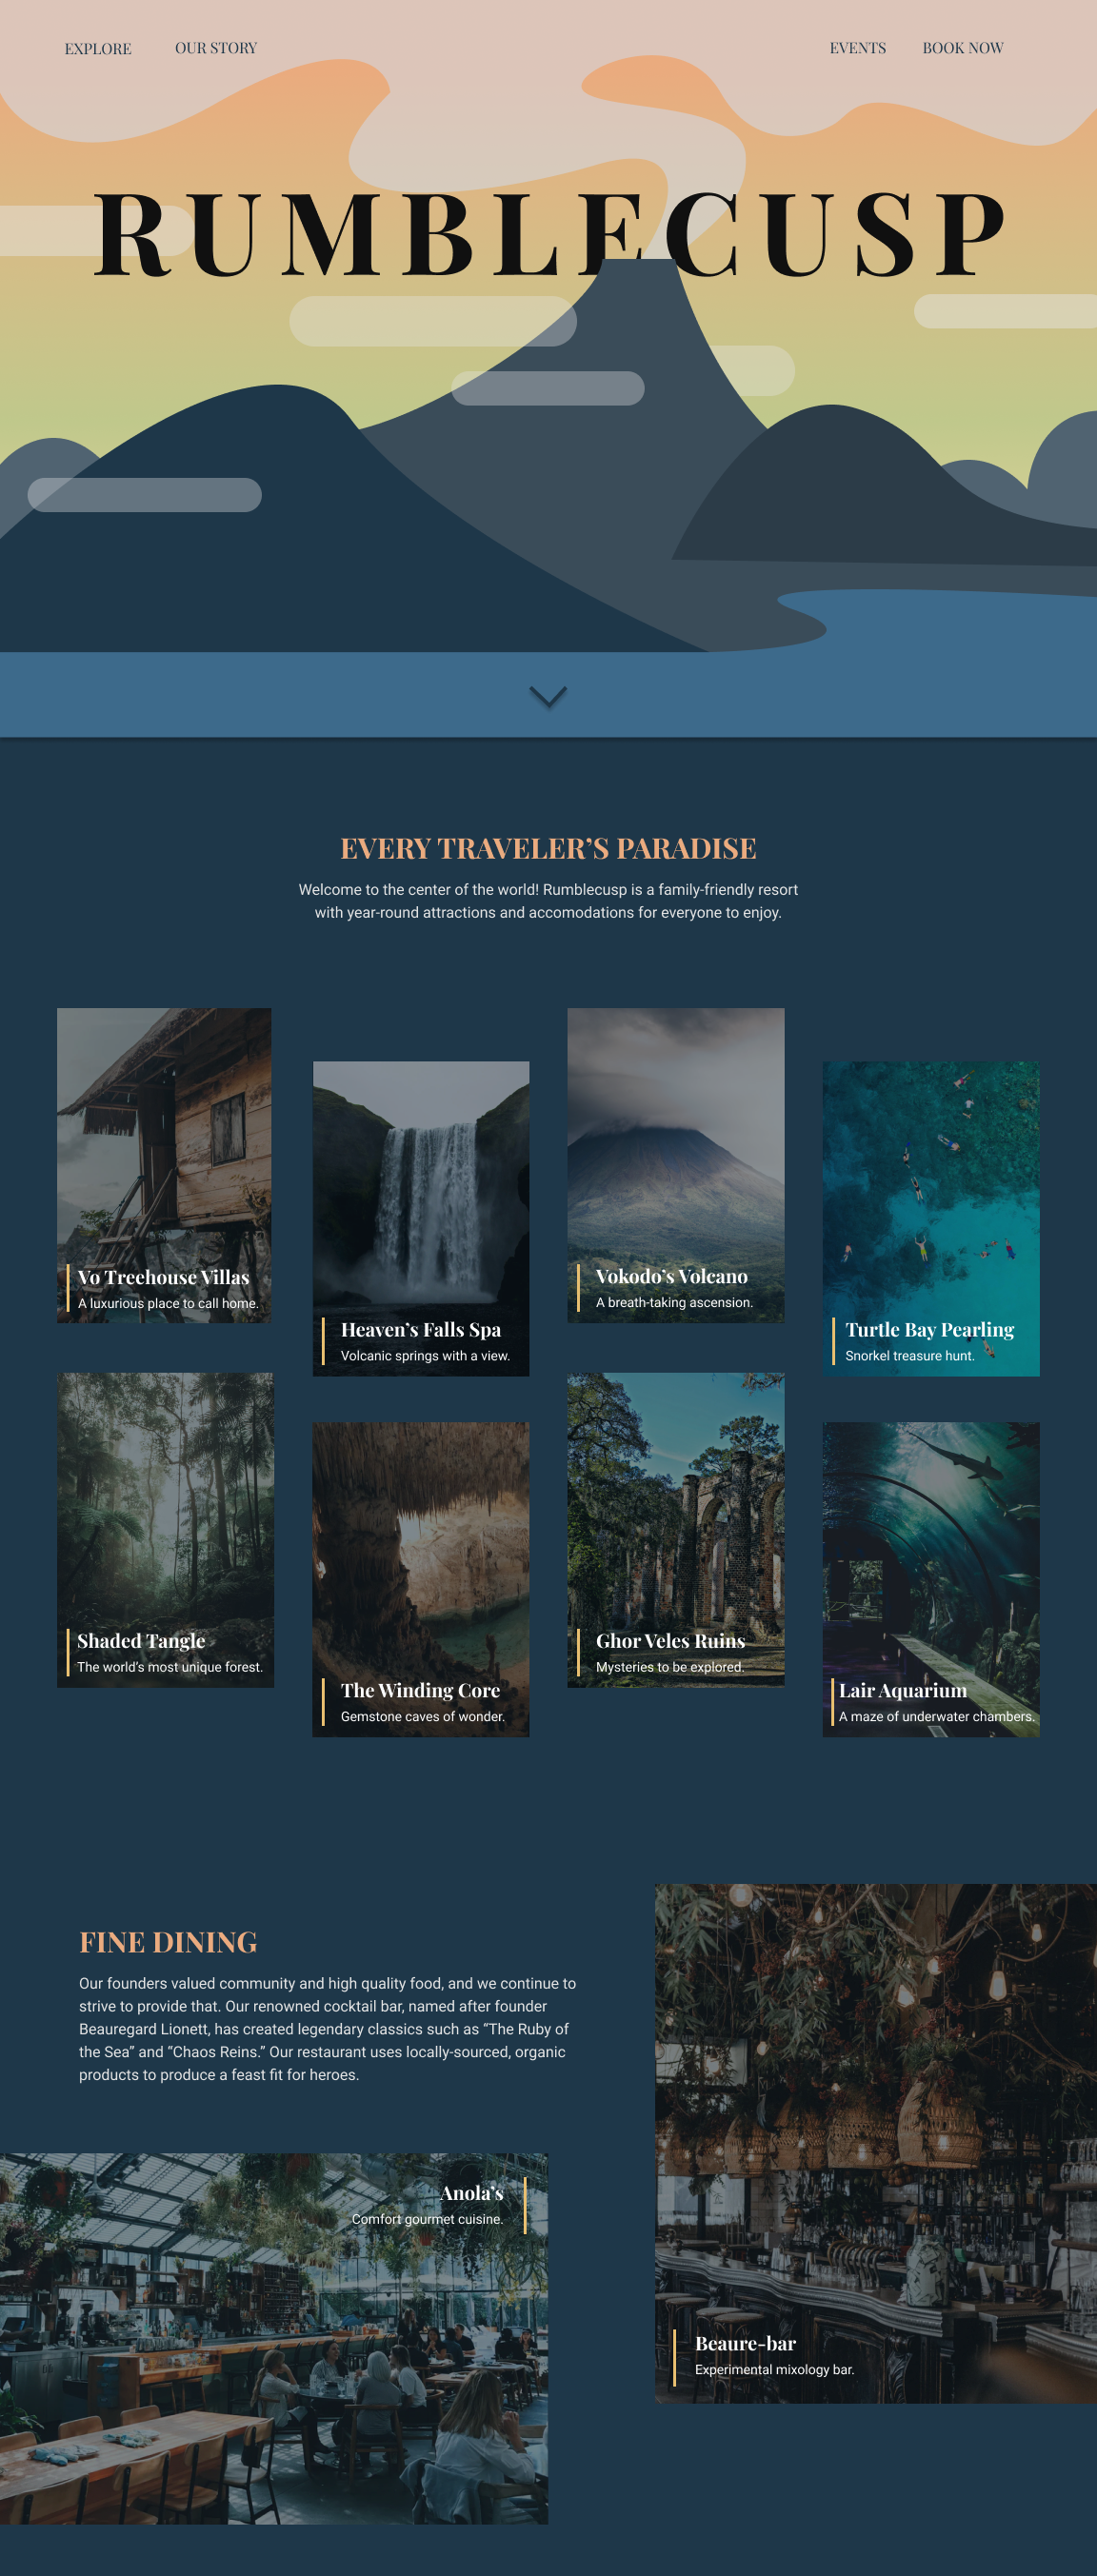 EXPLORE
OUR STORY
EVENTS
BOOK NOW
RUMBLECUSP
EVERY TRAVELER’S PARADISE
Welcome to the center of the world! Rumblecusp is a family-friendly resort
with year-round attractions and accomodations for everyone to enjoy.
Vo Treehouse Villas
A luxurious place to call home.
Heaven’s Falls Spa
Volcanic springs with a view.
Vokodo’s Volcano
A breath-taking ascension.
Turtle Bay Pearling
Snorkel treasure hunt.
Shaded Tangle
The world’s most unique forest.
The Winding Core
Gemstone caves of wonder.
Ghor Veles Ruins
Mysteries to be explored.
Lair Aquarium
A maze of underwater chambers.
FINE DINING
Our founders valued community and high quality food, and we continue to
strive to provide that. Our renowned cocktail bar, named after founder
Beauregard Lionett, has created legendary classics such as “The Ruby of
the Sea” and “Chaos Reins.” Our restaurant uses locally-sourced, organic
products to produce a feast fit for heroes.
Anola’s
Comfort gourmet cuisine.
Beaure-bar
Experimental mixology bar.